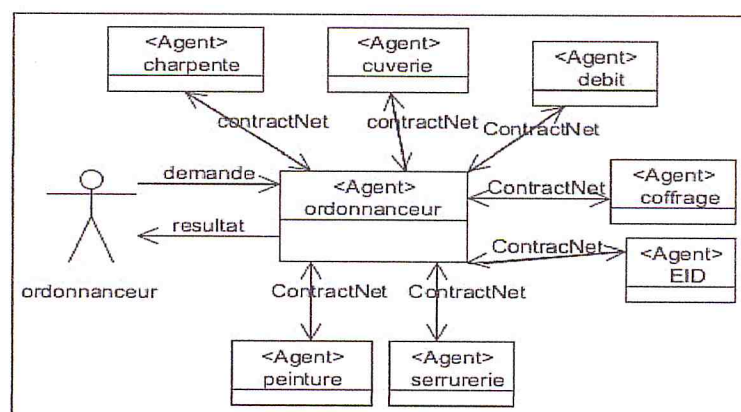 <Agent>
charpente
<Agent>
cuverie
<Agent>
debit
contractNet
contractNet
ContractNet
demande
<Agent>
ordonnanceur
ContractNet
<Agent>
coffrage
resultat
ContracNet
<Agent>
EID
ordonnanceur
ContractNet
ContractNet
<Agent>
peinture
<Agent>
serrurerie